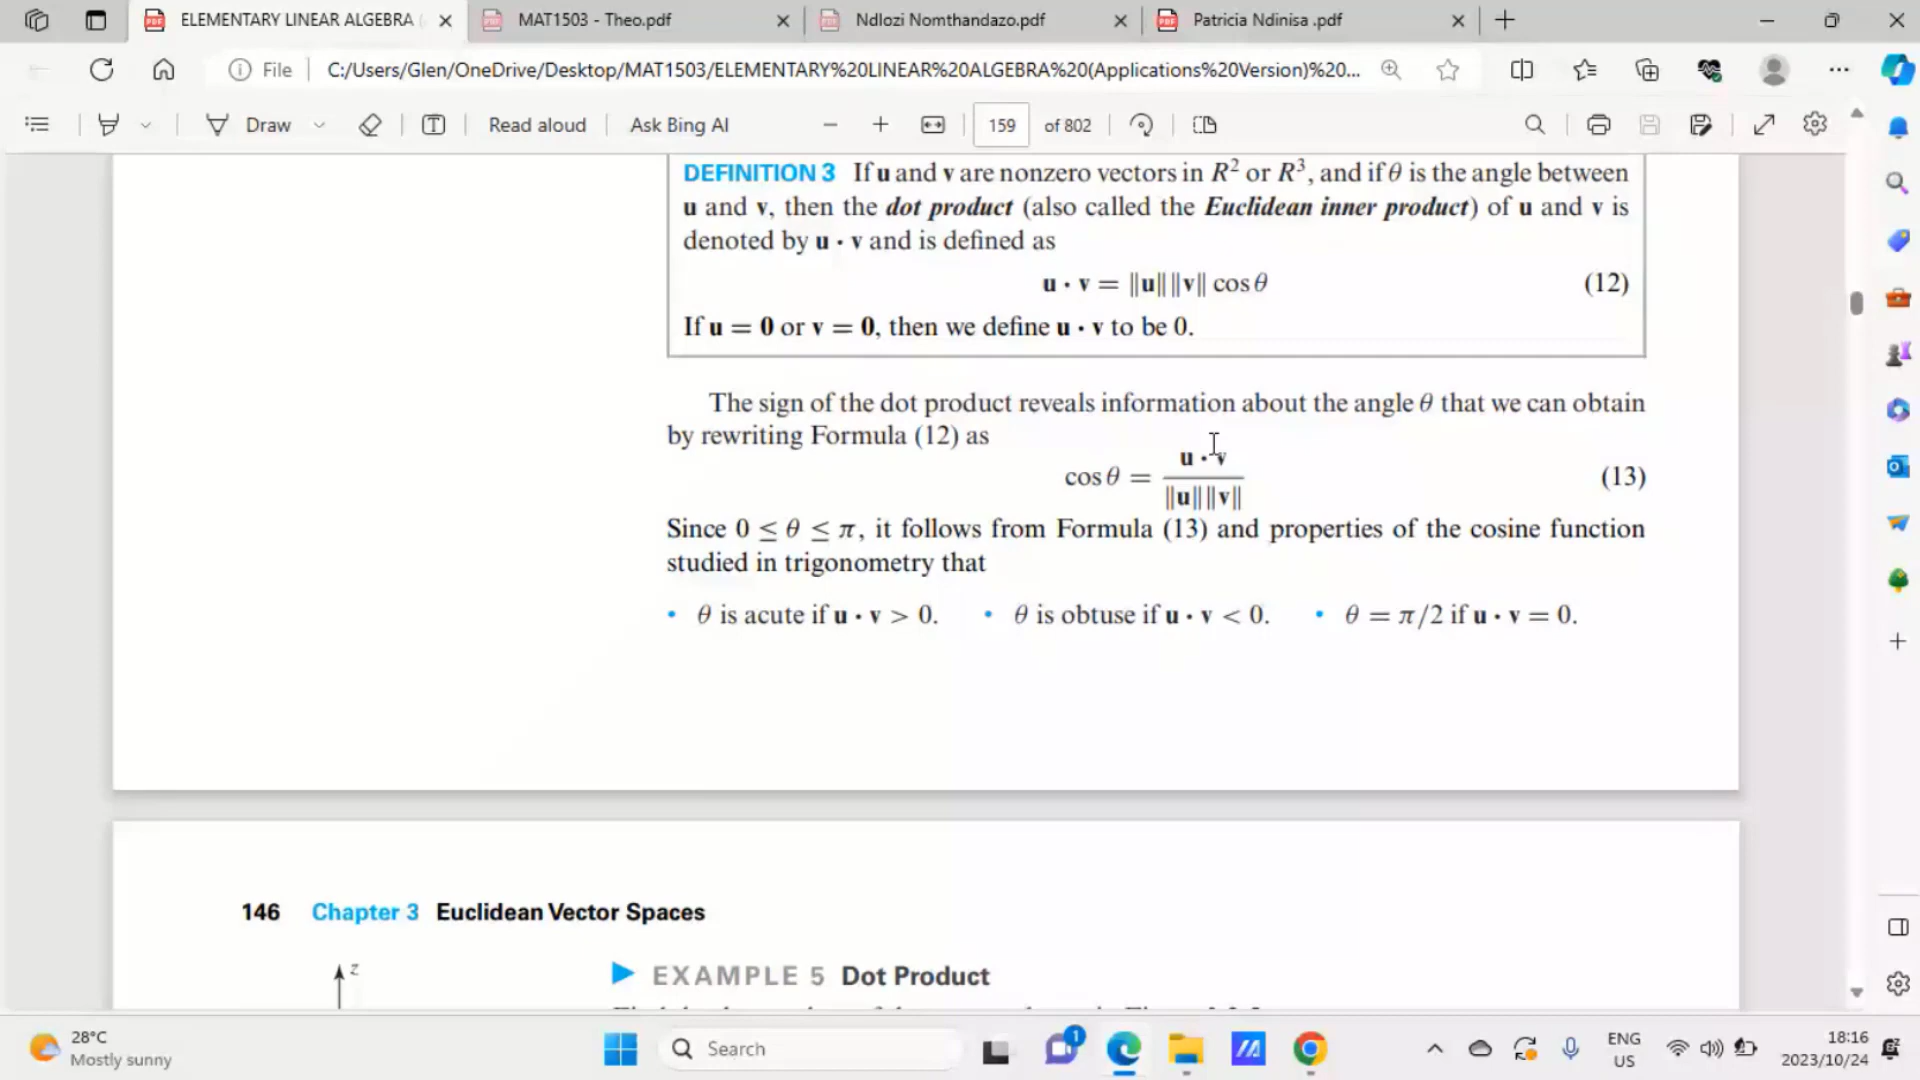 ELEMENTARY LINEAR ALGEBRA (
MAT1503 - Theo.pdf
Ndlozi Nomthandazo.pdf
Patricia Ndinisa .pdf
File
C:/Users/Glen/OneDrive/Desktop/MAT1503/ELEMENTARY%20LINEAR%20ALGEBRA%20(Applications%20Version)%20...
Draw
Read aloud
Ask Bing AI
159
of 802
DEFINITION 3 If u and v are nonzero vectors in R² or R³, and if θ is the angle between
u and v, then the dot product (also called the Euclidean inner product) of u and v is
denoted by u · v and is defined as
u · v = ‖u‖‖v‖ cos θ (12)
If u = 0 or v = 0, then we define u · v to be 0.
The sign of the dot product reveals information about the angle θ that we can obtain
by rewriting Formula (12) as
u · v
cos θ = (13)
‖u‖‖v‖
Since 0 ≤ θ ≤ π, it follows from Formula (13) and properties of the cosine function
studied in trigonometry that
• θ is acute if u · v > 0. • θ is obtuse if u · v < 0. • θ = π/2 if u · v = 0.
146 Chapter 3 Euclidean Vector Spaces
z
EXAMPLE 5 Dot Product
28°C
Mostly sunny
Search
1
ENG
US
18:16
2023/10/24